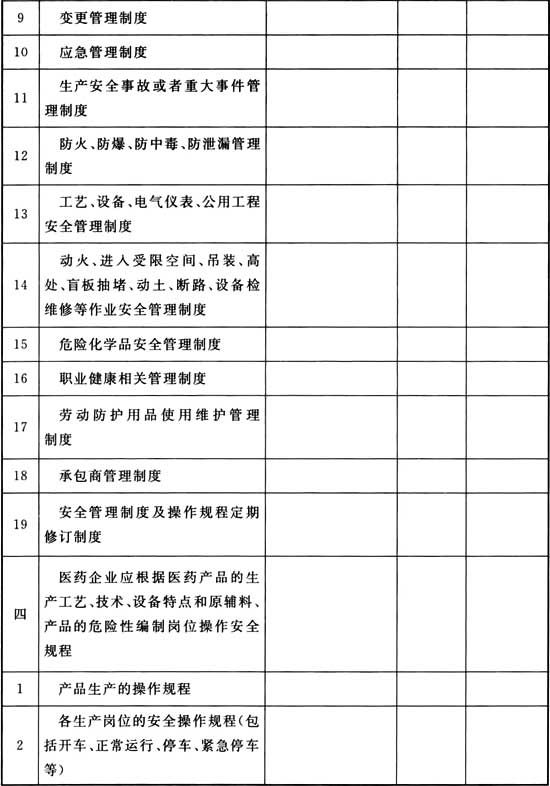 9 变更管理制度
10 应急管理制度
11 生产安全事故或者重大事件管
理制度
12 防火、防爆、防中毒、防泄漏管理
制度
13 工艺、设备、电气仪表、公用工程
安全管理制度
14 动火、进入受限空间、吊装、高
处、盲板抽堵、动土、断路、设备检
维修等作业安全管理制度
15 危险化学品安全管理制度
16 职业健康相关管理制度
17 劳动防护用品使用维护管理
制度
18 承包商管理制度
19 安全管理制度及操作规程定期
修订制度
四 医药企业应根据医药产品的生
产工艺、技术、设备特点和原辅料、
产品的危险性编制岗位操作安全
规程
1 产品生产的操作规程
2 各生产岗位的安全操作规程(包
括开车、正常运行、停车、紧急停车
等)